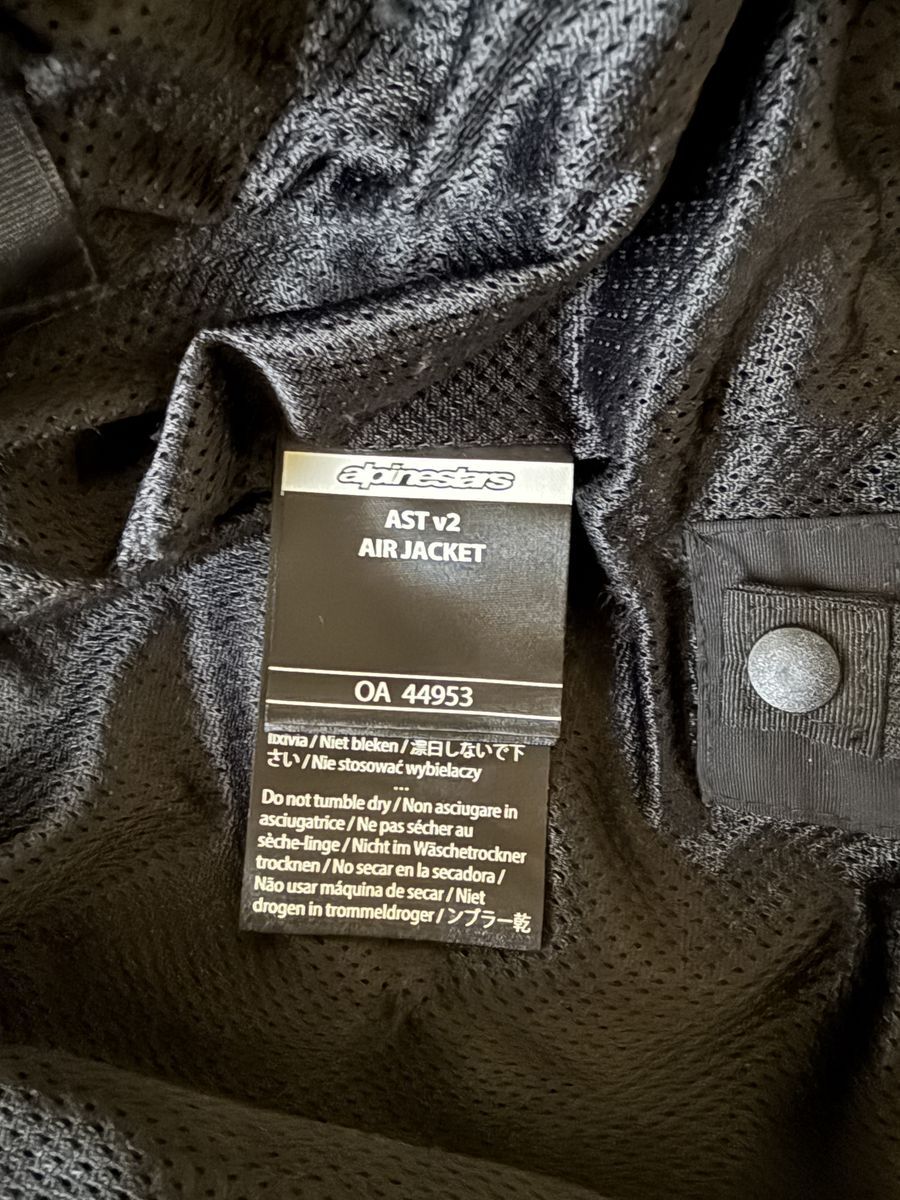 alpinestars
AST v2
AIR JACKET
OA 44953
lixívia / Niet bleken / 漂白しないで下
さい / Nie stosować wybielaczy
...
Do not tumble dry / Non asciugare in
asciugatrice / Ne pas sécher au
sèche-linge / Nicht im Wäschetrockner
trocknen / No secar en la secadora /
Não usar máquina de secar / Niet
drogen in trommeldroger / ンブラー乾